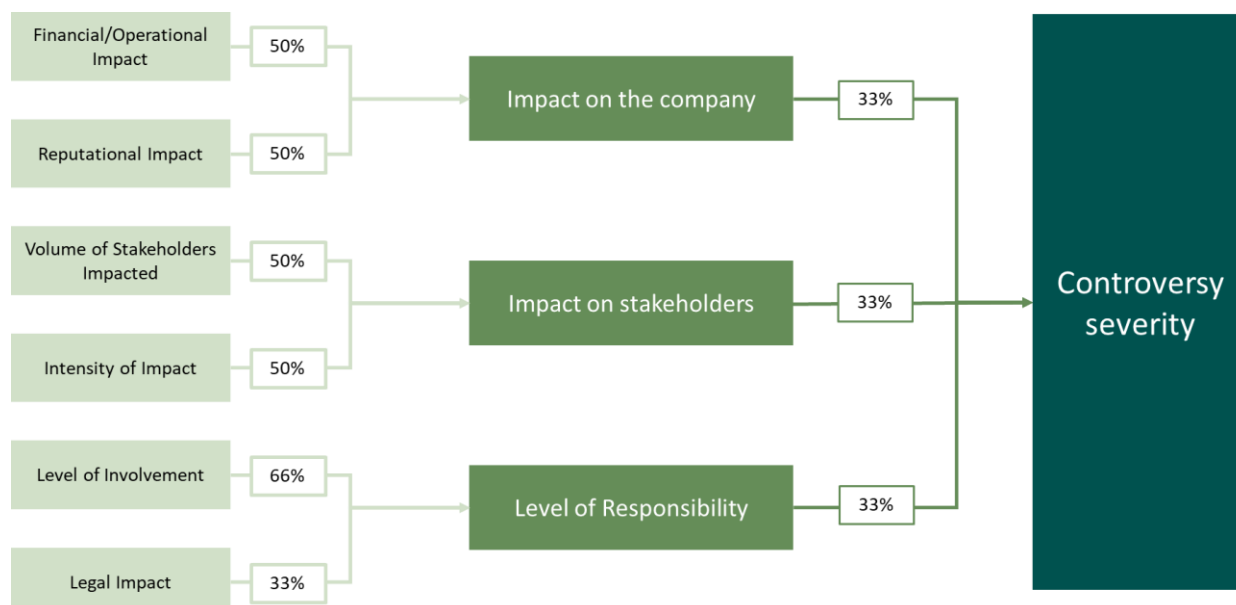 Financial/Operational
Impact
50%
Impact on the company
33%
Reputational Impact
50%
Volume of Stakeholders
Impacted
50%
Impact on stakeholders
33%
Controversy
severity
Intensity of Impact
50%
Level of Involvement
66%
Level of Responsibility
33%
Legal Impact
33%